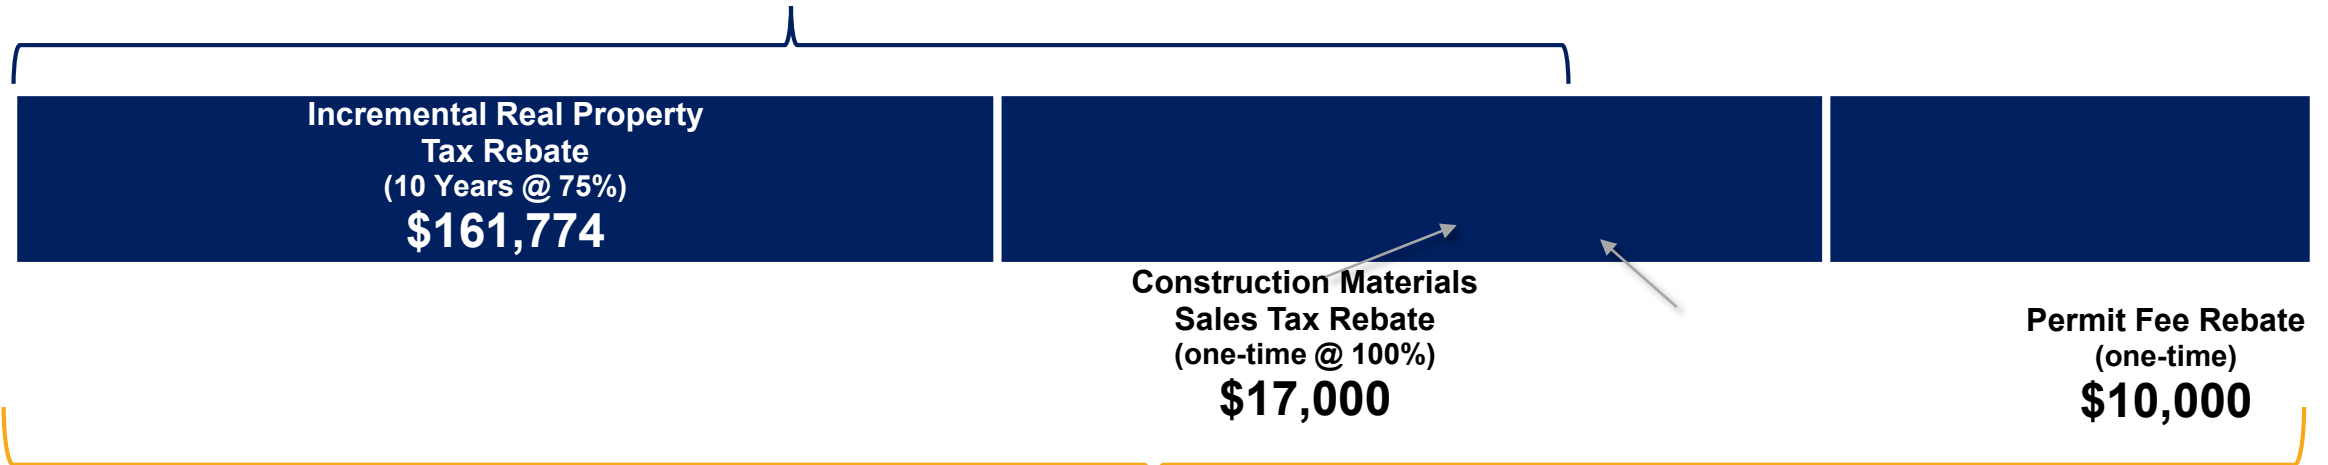 Incremental Real Property
Tax Rebate
(10 Years @ 75%)
$161,774
Construction Materials
Sales Tax Rebate
(one-time @ 100%)
$17,000
Permit Fee Rebate
(one-time)
$10,000